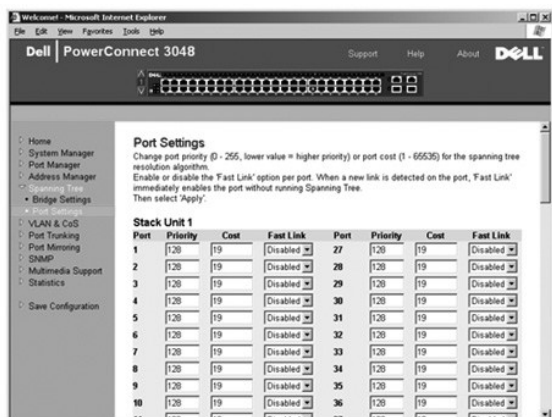 Welcome! - Microsoft Internet Explorer
File Edit View Favorites Tools Help
Dell | PowerConnect 3048
Support Help About DELL
Home
System Manager
Port Manager
Address Manager
Spanning Tree
Bridge Settings
Port Settings
VLAN & CoS
Port Trunking
Port Mirroring
SNMP
Multimedia Support
Statistics
Save Configuration
Port Settings
Change port priority (0 - 255, lower value = higher priority) or port cost (1 - 65535) for the spanning tree
resolution algorithm.
Enable or disable the 'Fast Link' option per port. When a new link is detected on the port, 'Fast Link'
immediately enables the port without running Spanning Tree.
Then select 'Apply'.
Stack Unit 1
Port Priority Cost Fast Link Port Priority Cost Fast Link
1 128 19 Disabled 27 128 19 Disabled
2 128 19 Disabled 28 128 19 Disabled
3 128 19 Disabled 29 128 19 Disabled
4 128 19 Disabled 30 128 19 Disabled
5 128 19 Disabled 31 128 19 Disabled
6 128 19 Disabled 32 128 19 Disabled
7 128 19 Disabled 33 128 19 Disabled
8 128 19 Disabled 34 128 19 Disabled
9 128 19 Disabled 35 128 19 Disabled
10 128 19 Disabled 36 128 19 Disabled